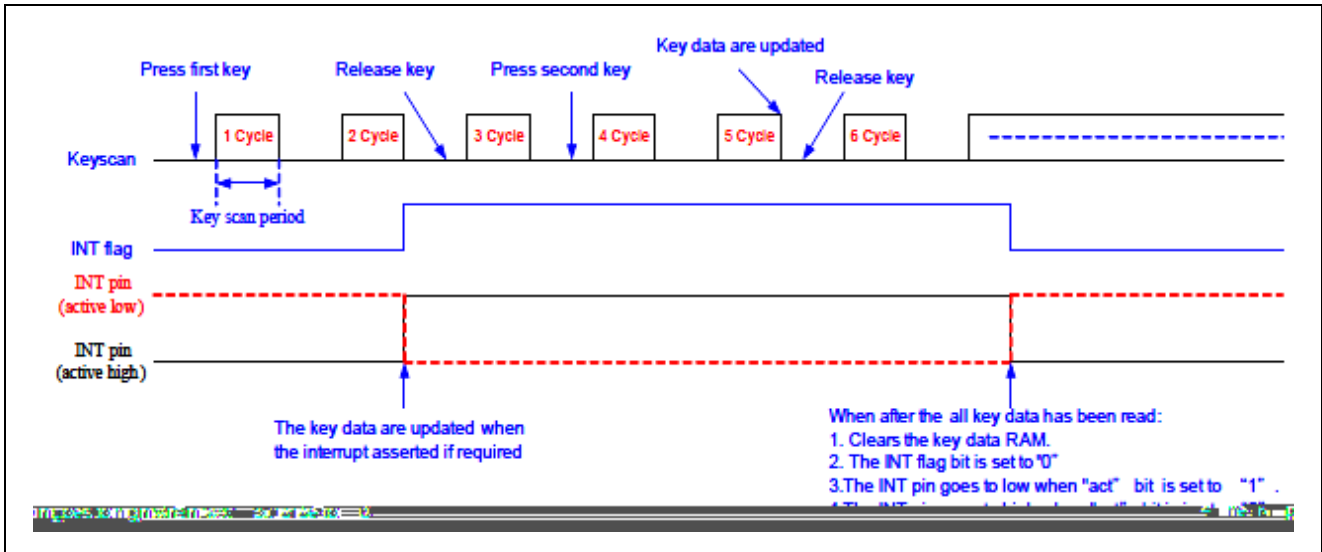 Key data are updated
Press first key
Release key
Press second key
Release key
1 Cycle
2 Cycle
3 Cycle
4 Cycle
5 Cycle
6 Cycle
Keyscan
Key scan period
INT flag
INT pin
(active low)
INT pin
(active high)
The key data are updated when
the interrupt asserted if required
When after the all key data has been read:
1. Clears the key data RAM.
2. The INT flag bit is set to "0"
3.The INT pin goes to low when "act" bit is set to "1" .